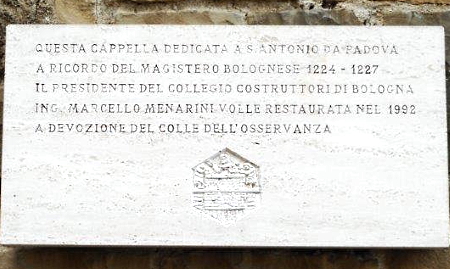 QUESTA CAPPELLA DEDICATA A S. ANTONIO DA PADOVA
A RICORDO DEL MAGISTERO BOLOGNESE 1224 - 1227
IL PRESIDENTE DEL COLLEGIO COSTRUTTORI DI BOLOGNA
ING. MARCELLO MENARINI VOLLE RESTAURATA NEL 1992
A DEVOZIONE DEL COLLE DELL'OSSERVANZA